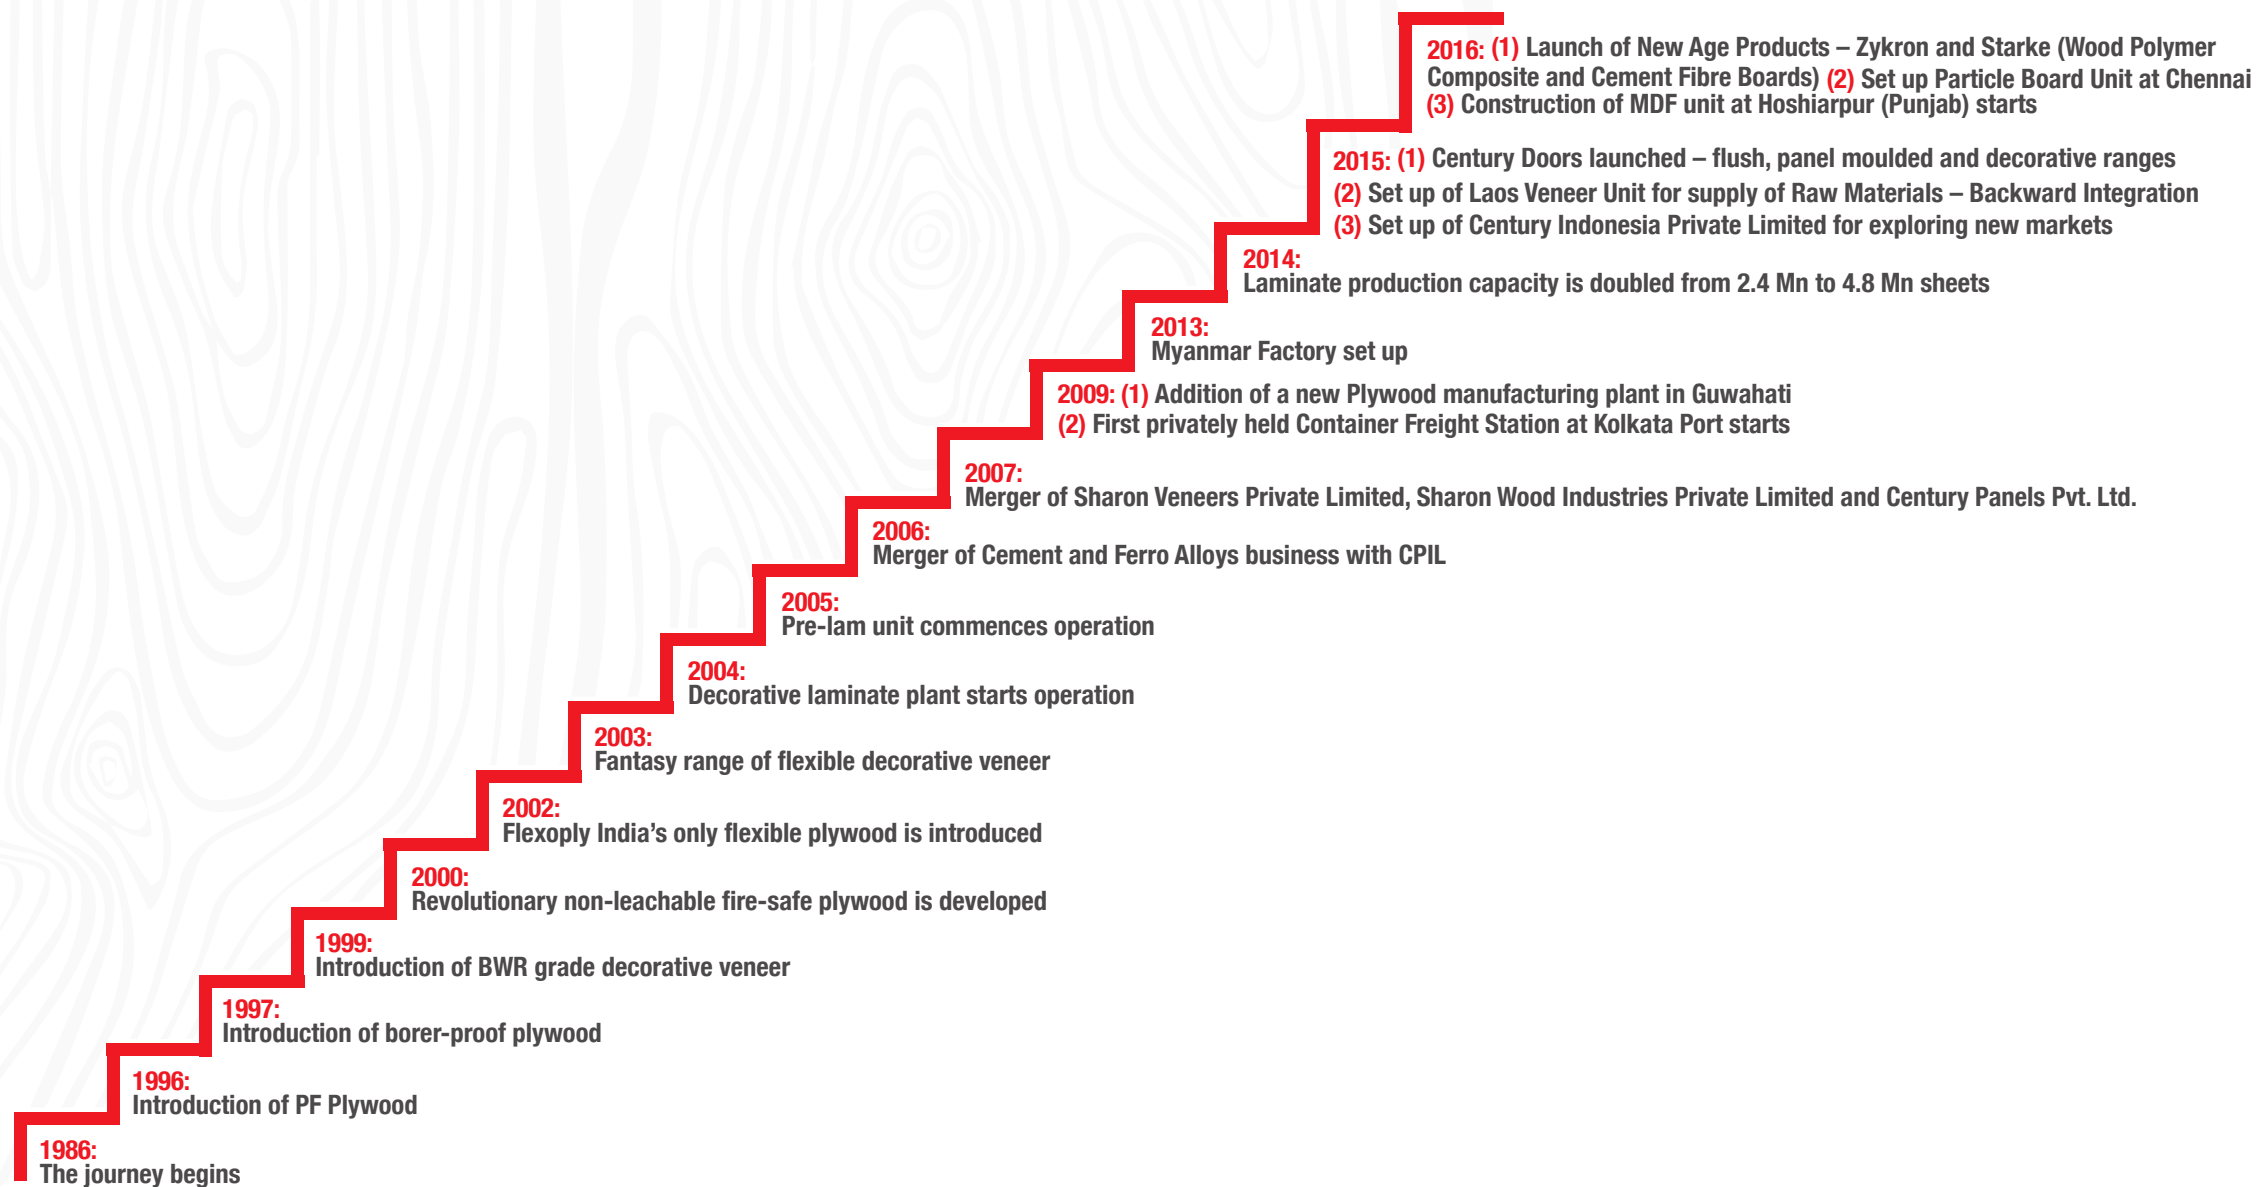 2016: (1) Launch of New Age Products – Zykron and Starke (Wood Polymer
Composite and Cement Fibre Boards) (2) Set up Particle Board Unit at Chennai
(3) Construction of MDF unit at Hoshiarpur (Punjab) starts
2015: (1) Century Doors launched – flush, panel moulded and decorative ranges
(2) Set up of Laos Veneer Unit for supply of Raw Materials – Backward Integration
(3) Set up of Century Indonesia Private Limited for exploring new markets
2014:
Laminate production capacity is doubled from 2.4 Mn to 4.8 Mn sheets
2013:
Myanmar Factory set up
2009: (1) Addition of a new Plywood manufacturing plant in Guwahati
(2) First privately held Container Freight Station at Kolkata Port starts
2007:
Merger of Sharon Veneers Private Limited, Sharon Wood Industries Private Limited and Century Panels Pvt. Ltd.
2006:
Merger of Cement and Ferro Alloys business with CPIL
2005:
Pre-lam unit commences operation
2004:
Decorative laminate plant starts operation
2003:
Fantasy range of flexible decorative veneer
2002:
Flexoply India’s only flexible plywood is introduced
2000:
Revolutionary non-leachable fire-safe plywood is developed
1999:
Introduction of BWR grade decorative veneer
1997:
Introduction of borer-proof plywood
1996:
Introduction of PF Plywood
1986:
The journey begins